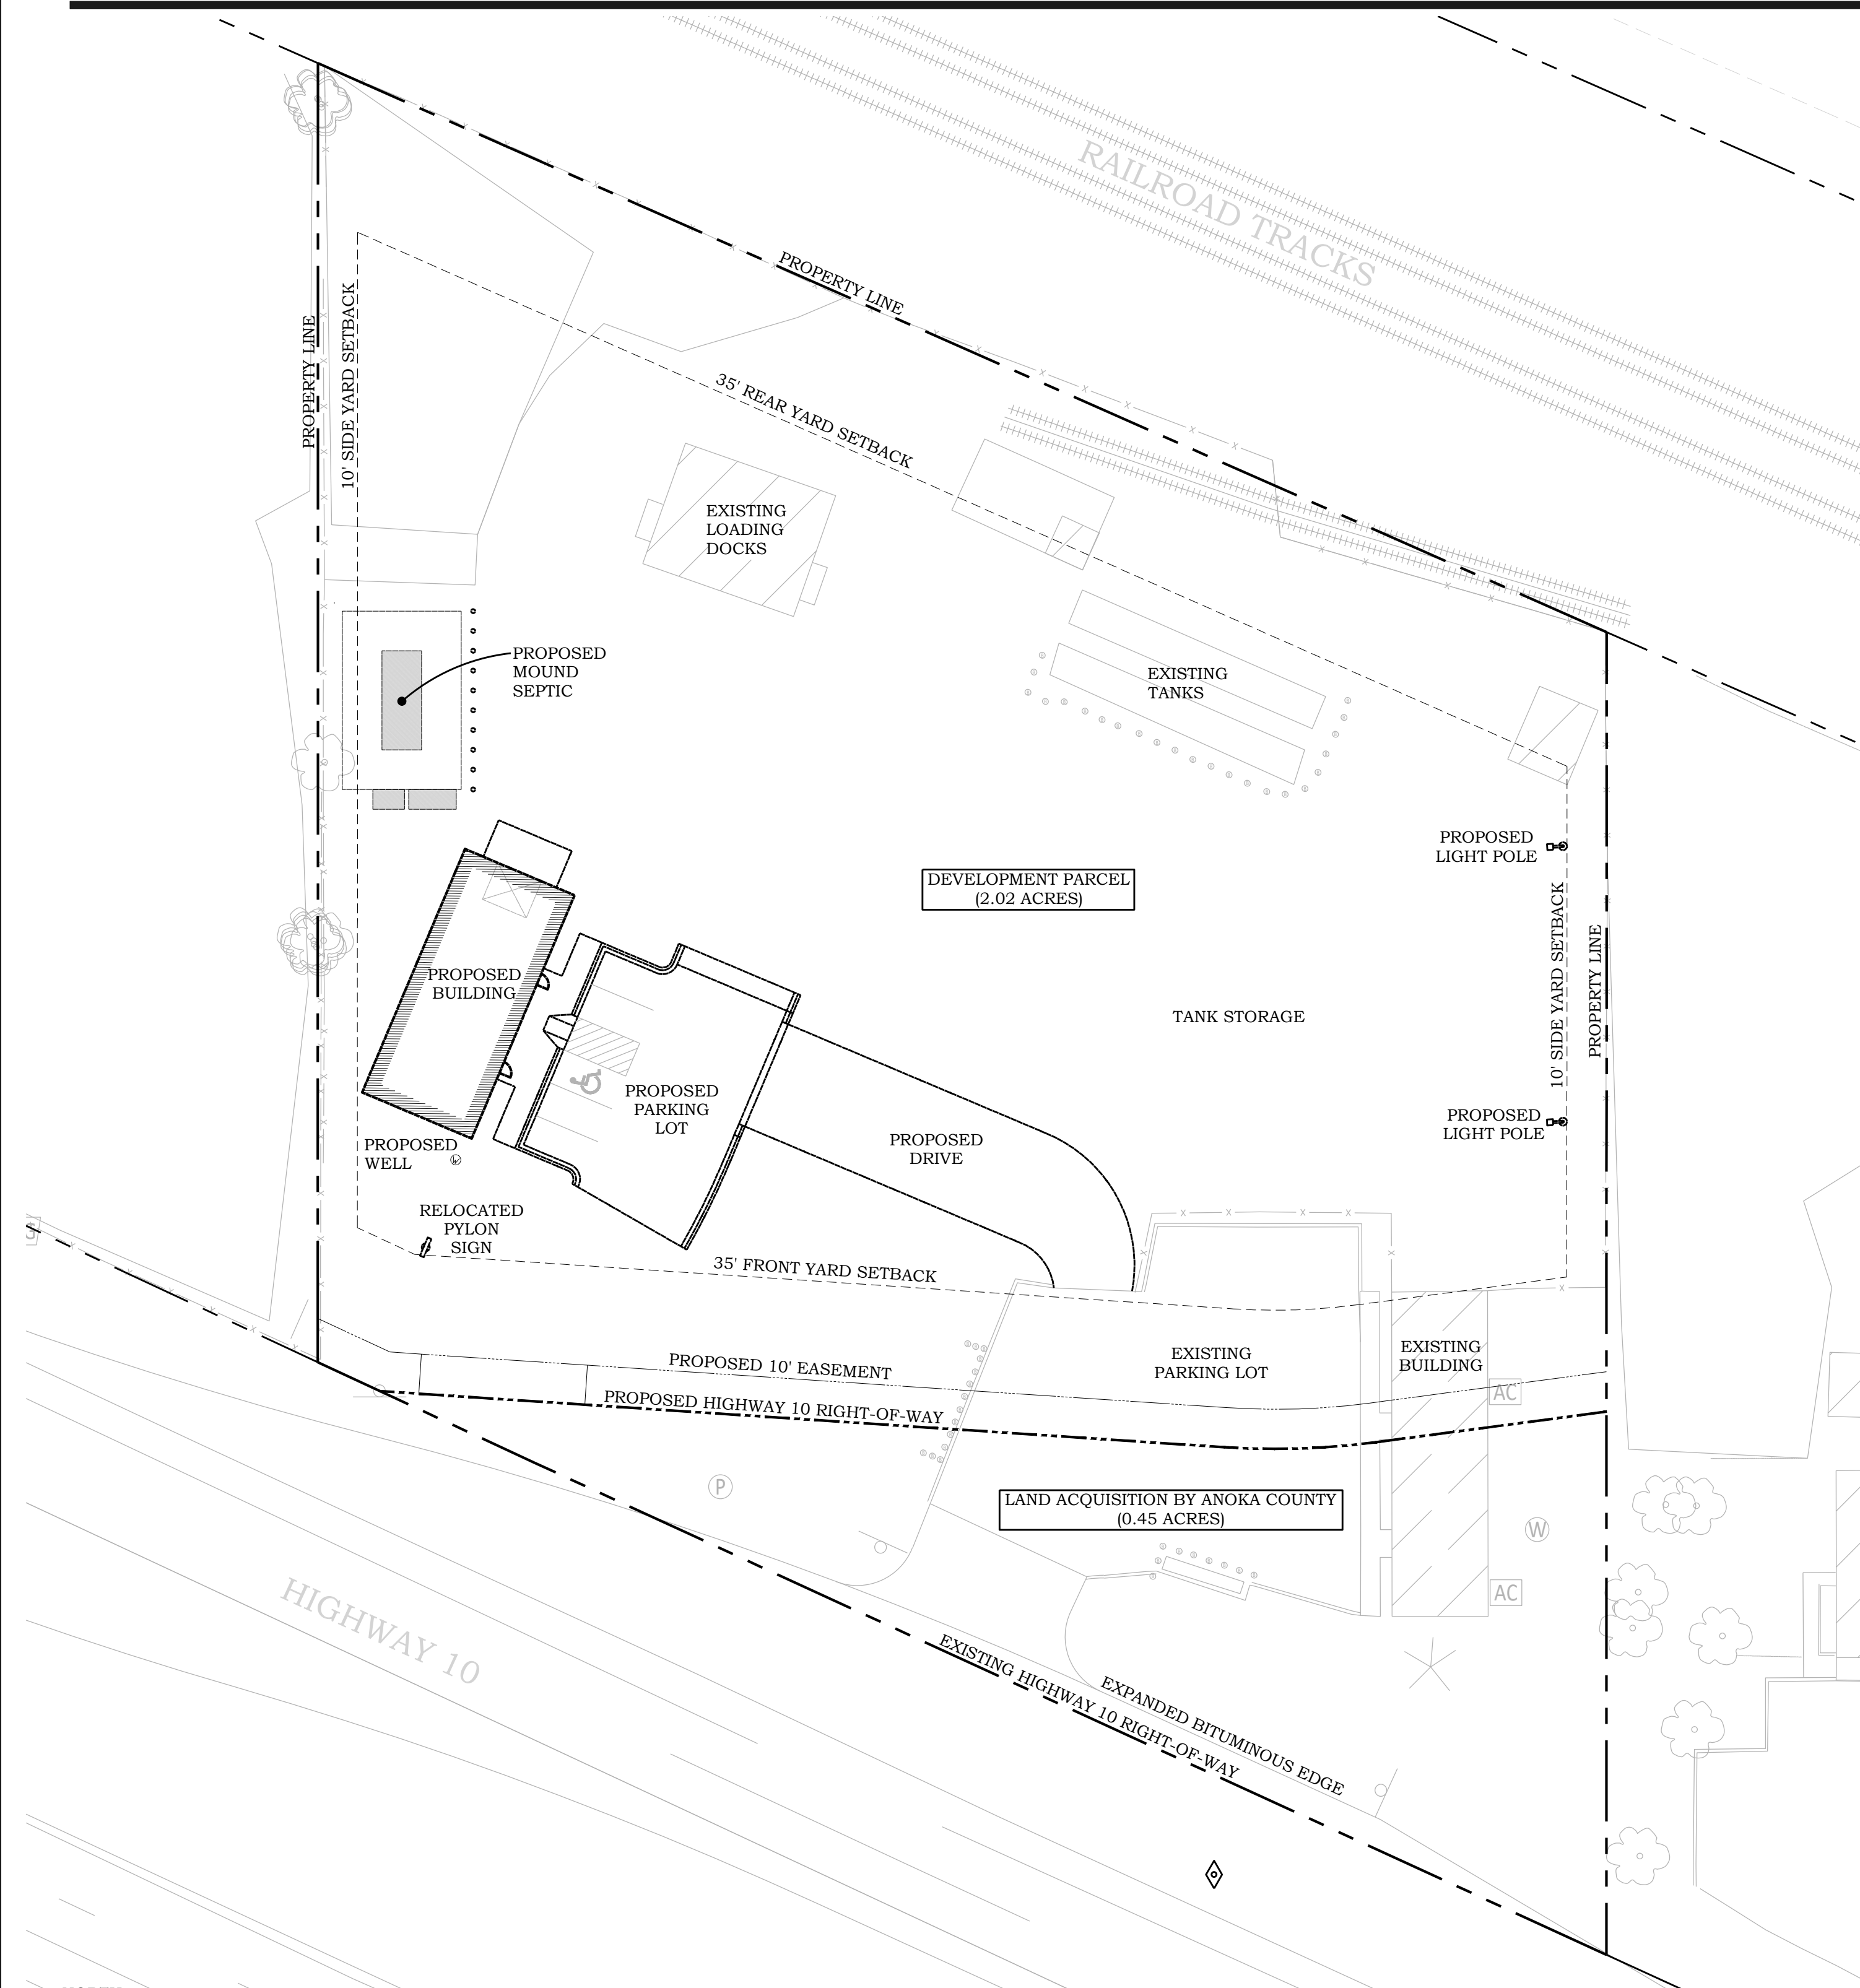 RAILROAD TRACKS
PROPERTY LINE
PROPERTY LINE
10' SIDE YARD SETBACK
35' REAR YARD SETBACK
EXISTING
LOADING
DOCKS
PROPOSED
MOUND
SEPTIC
EXISTING
TANKS
PROPOSED
LIGHT POLE
DEVELOPMENT PARCEL
(2.02 ACRES)
10' SIDE YARD SETBACK
PROPERTY LINE
PROPOSED
BUILDING
TANK STORAGE
PROPOSED
PARKING
LOT
PROPOSED
LIGHT POLE
PROPOSED
DRIVE
PROPOSED
WELL
W
RELOCATED
PYLON
SIGN
S
35' FRONT YARD SETBACK
EXISTING
PARKING LOT
EXISTING
BUILDING
PROPOSED 10' EASEMENT
AC
PROPOSED HIGHWAY 10 RIGHT-OF-WAY
P
LAND ACQUISITION BY ANOKA COUNTY
(0.45 ACRES)
W
AC
HIGHWAY 10
EXISTING HIGHWAY 10 RIGHT-OF-WAY
EXPANDED BITUMINOUS EDGE